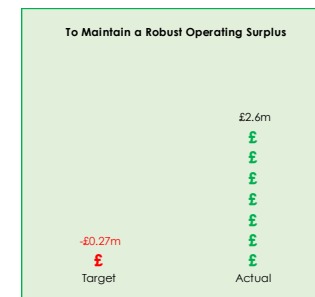 To Maintain a Robust Operating Surplus
£2.6m
£
£
£
£
£
-£0.27m £
£ £
Target Actual